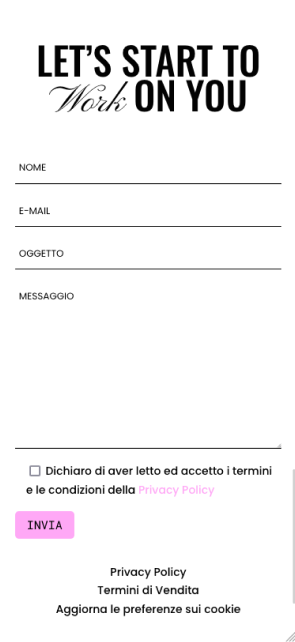 LET'S START TO
Work ON YOU
NOME
E-MAIL
OGGETTO
MESSAGGIO
Dichiaro di aver letto ed accetto i termini
e le condizioni della Privacy Policy
INVIA
Privacy Policy
Termini di Vendita
Aggiorna le preferenze sui cookie